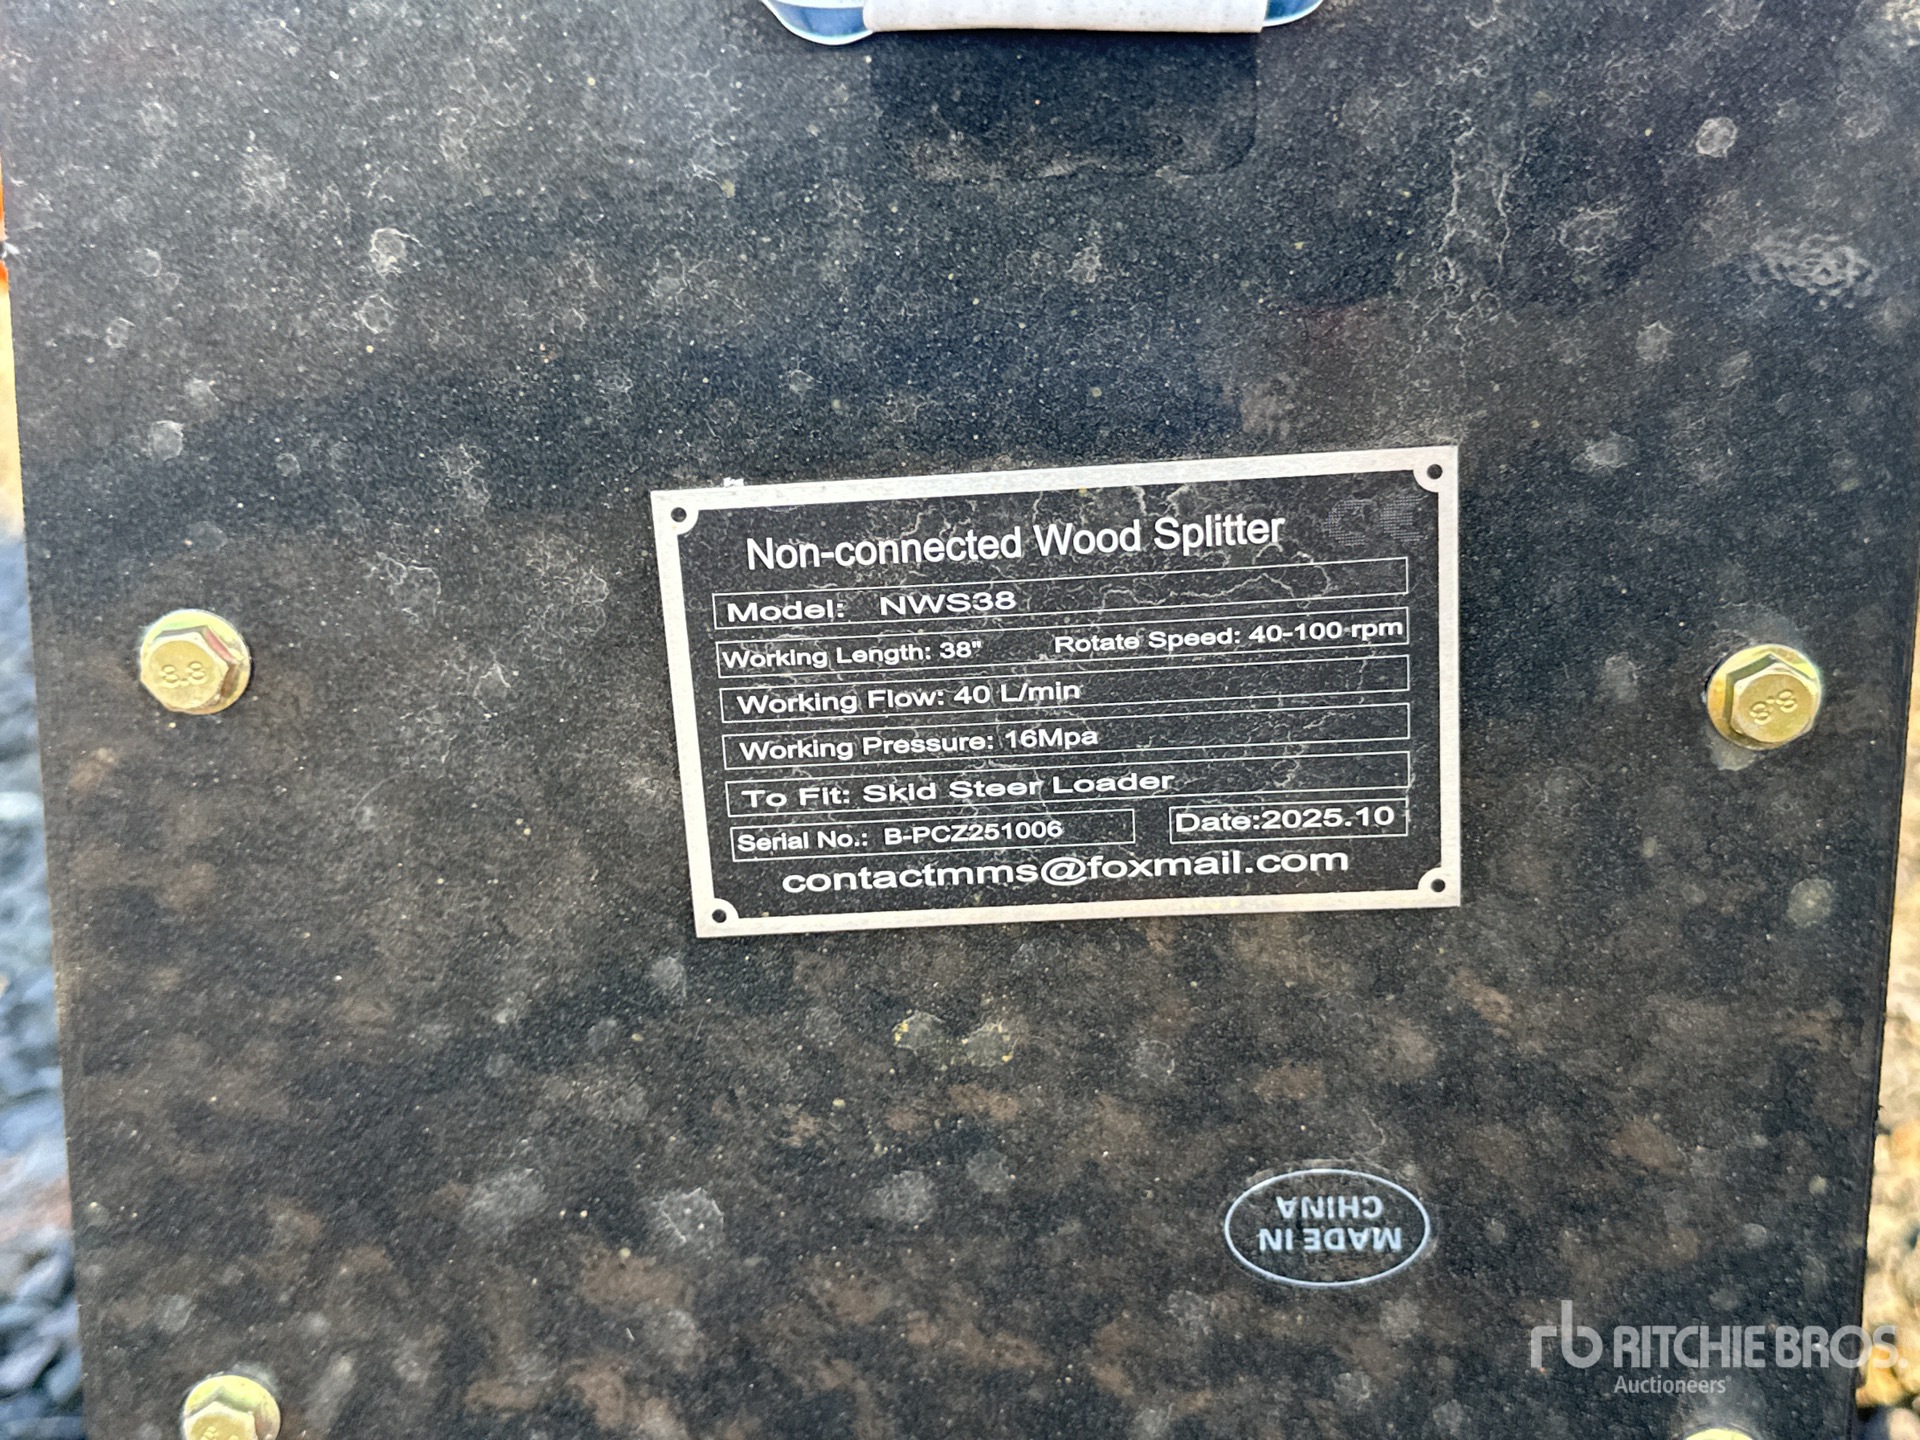 Non-connected Wood Splitter
Model: NWS38
Working Length: 38" Rotate Speed: 40-100 rpm
Working Flow: 40 L/min
Working Pressure: 16Mpa
To Fit: Skid Steer Loader
Serial No.: B-PCZ251006 Date:2025.10
contactmms@foxmail.com
8.8
8.8
MADE IN
CHINA
rb RITCHIE BROS.
Auctioneers